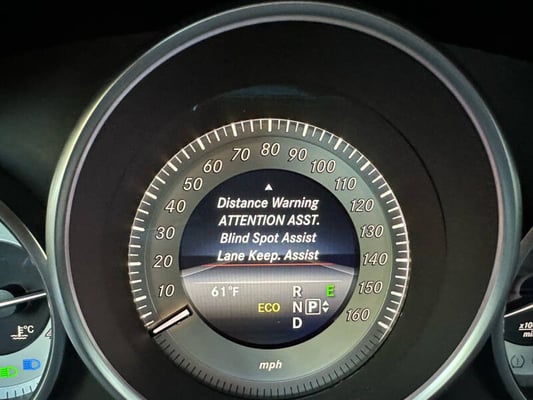 Distance Warning
ATTENTION ASST.
Blind Spot Assist
Lane Keep. Assist
61°F
ECO
R
N P
D
E
10
20
30
40
50
60
70
80
90
100
110
120
130
140
150
160
mph
°C
x10